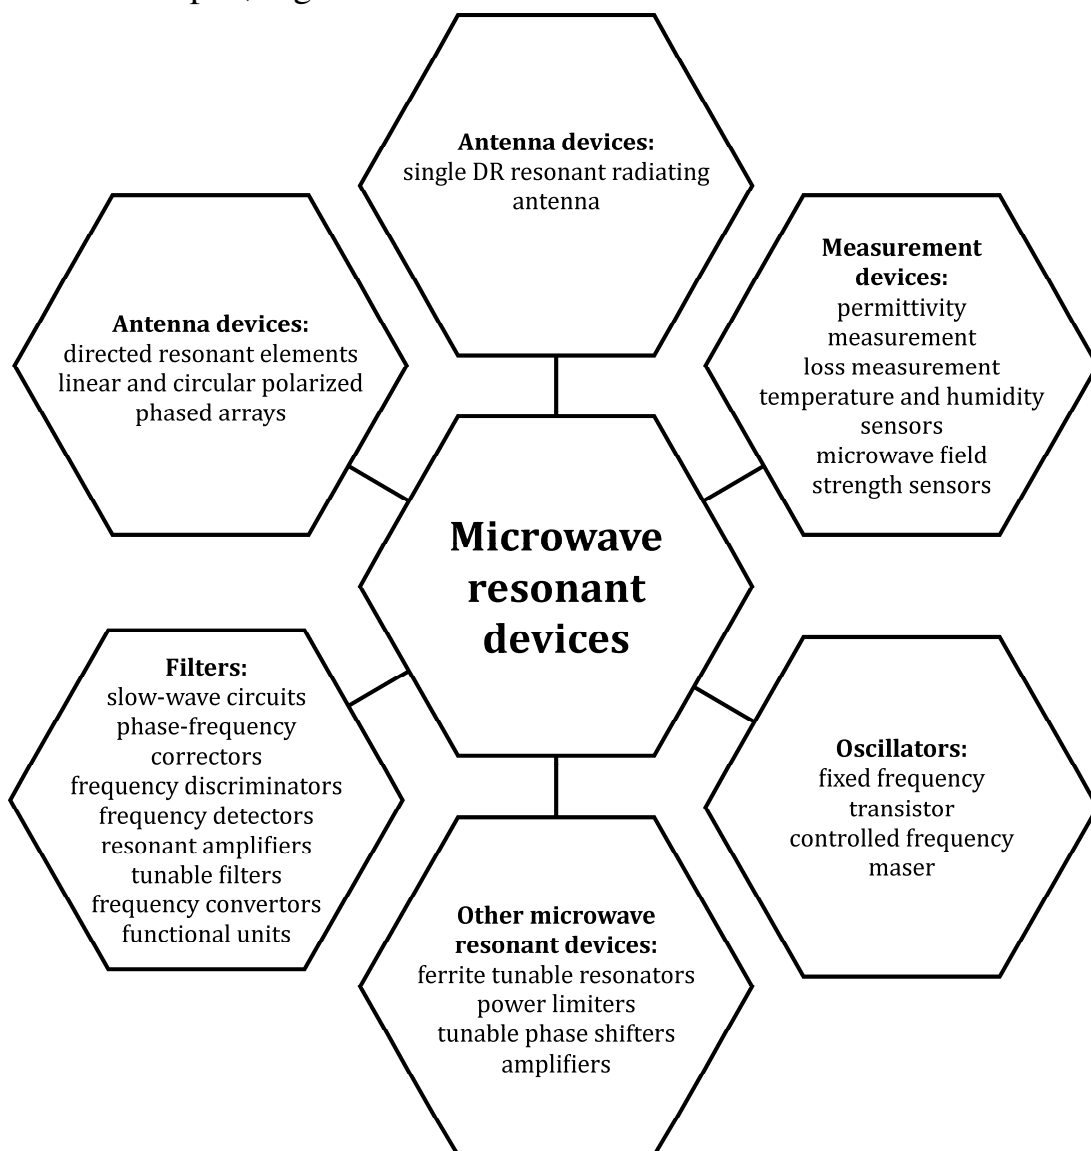 Antenna devices:
single DR resonant radiating
antenna
Measurement
devices:
permittivity
measurement
loss measurement
temperature and humidity
sensors
microwave field
strength sensors
Antenna devices:
directed resonant elements
linear and circular polarized
phased arrays
Microwave
resonant
devices
Filters:
slow-wave circuits
phase-frequency
correctors
frequency discriminators
frequency detectors
resonant amplifiers
tunable filters
frequency convertors
functional units
Oscillators:
fixed frequency
transistor
controlled frequency
maser
Other microwave
resonant devices:
ferrite tunable resonators
power limiters
tunable phase shifters
amplifiers